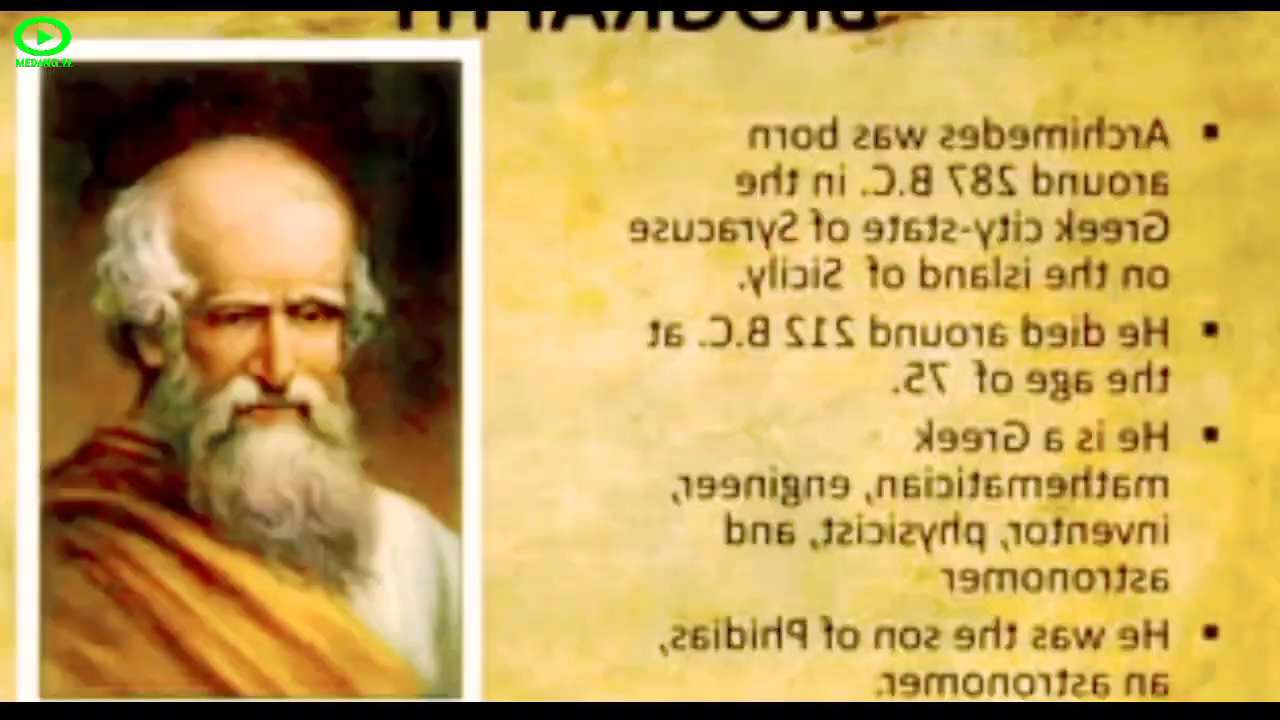 BIOGRAPHY
Archimedes was born
around 287 B.C. in the
Greek city-state of Syracuse
on the island of Sicily.
He died around 212 B.C. at
the age of 75.
He is a Greek
mathematician, engineer,
inventor, physicist, and
astronomer
He was the son of Phidias,
an astronomer.